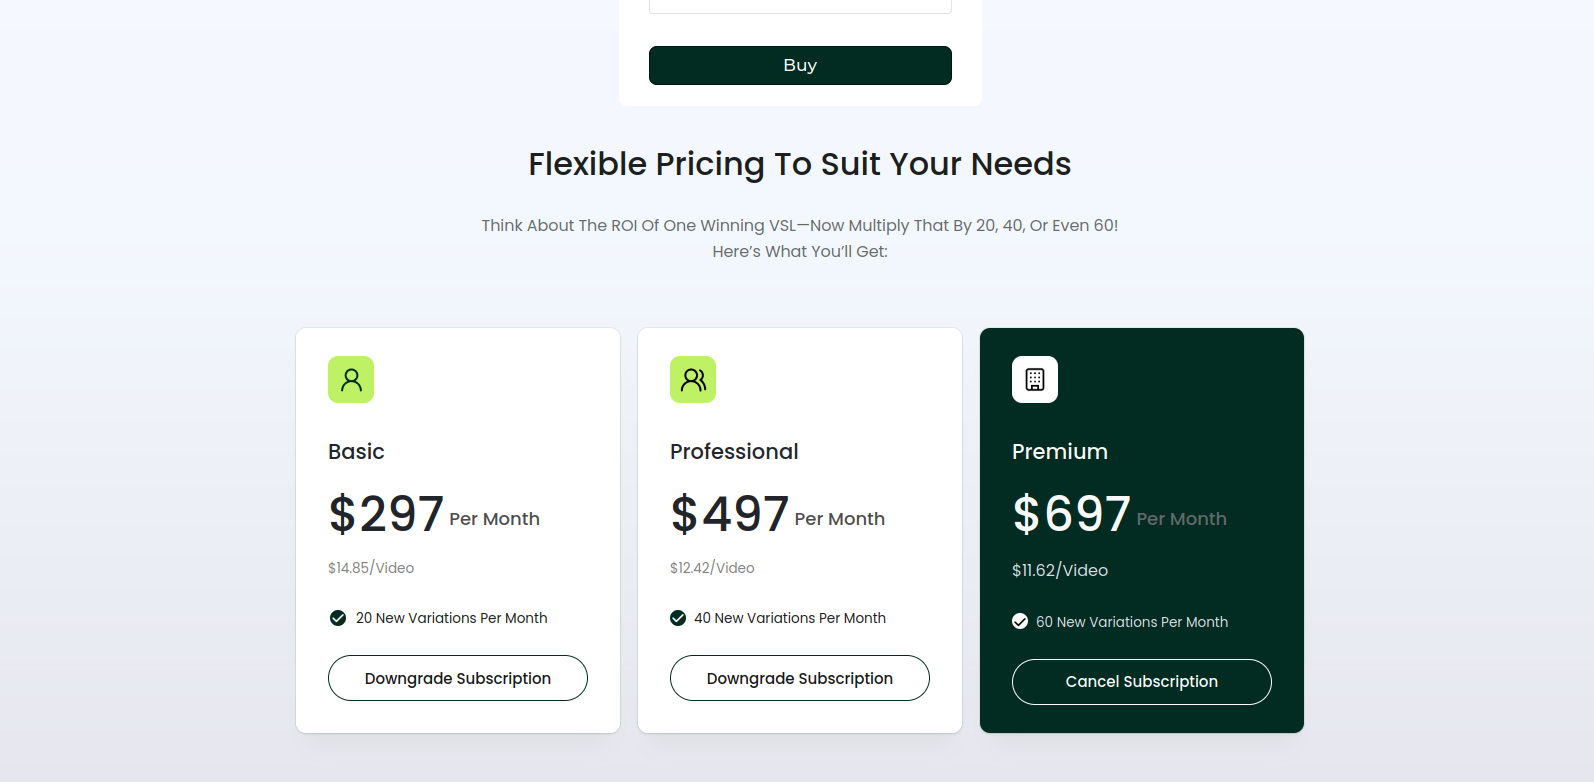 Buy
Flexible Pricing To Suit Your Needs
Think About The ROI Of One Winning VSL—Now Multiply That By 20, 40, Or Even 60!
Here’s What You’ll Get:
Basic
$297 Per Month
$14.85/Video
20 New Variations Per Month
Downgrade Subscription
Professional
$497 Per Month
$12.42/Video
40 New Variations Per Month
Downgrade Subscription
Premium
$697 Per Month
$11.62/Video
60 New Variations Per Month
Cancel Subscription